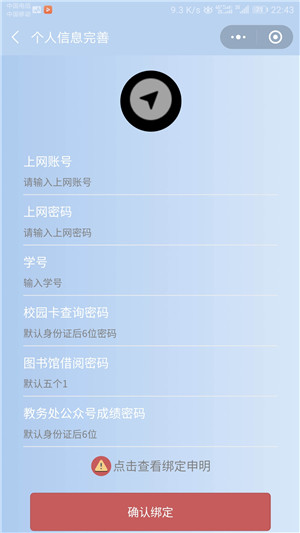 9.3 K/s 22:43
个人信息完善
上网账号
请输入上网账号
上网密码
请输入上网密码
学号
输入学号
校园卡查询密码
默认身份证后6位密码
图书馆借阅密码
默认五个1
教务处公众号成绩密码
默认身份证后6位
点击查看绑定申明
确认绑定